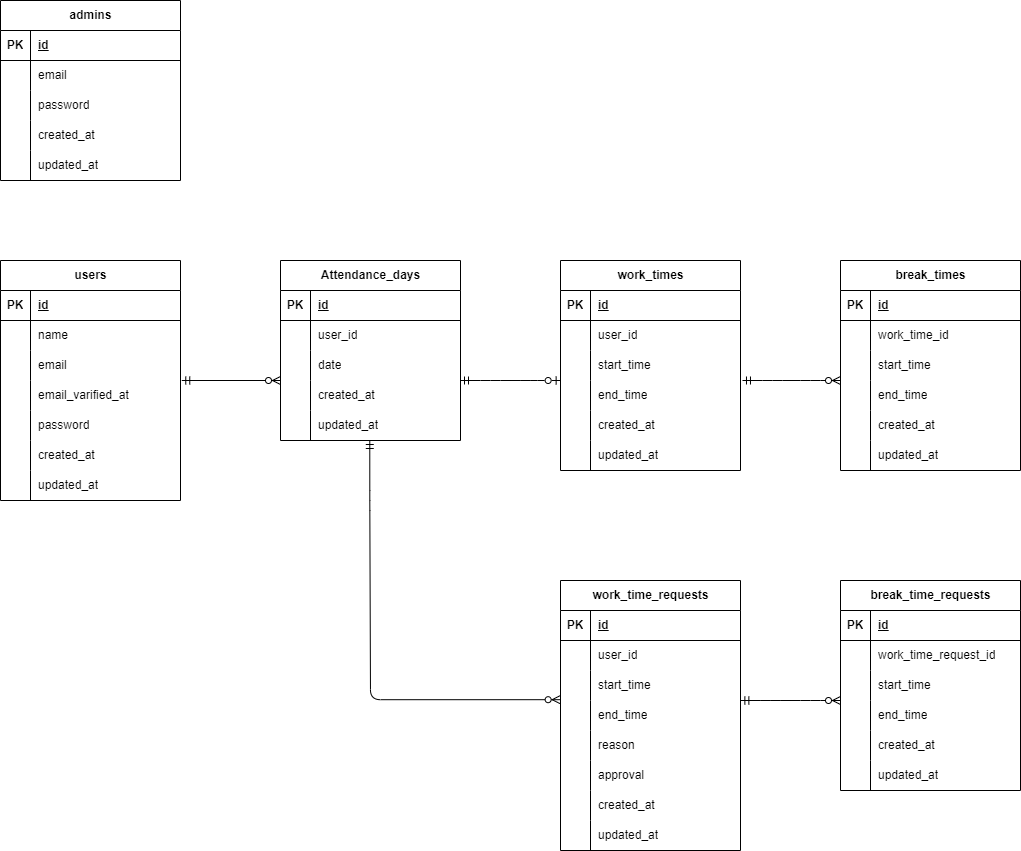 admins
PK id
email
password
created_at
updated_at
users
PK id
name
email
email_varified_at
password
created_at
updated_at
Attendance_days
PK id
user_id
date
created_at
updated_at
work_times
PK id
user_id
start_time
end_time
created_at
updated_at
break_times
PK id
work_time_id
start_time
end_time
created_at
updated_at
work_time_requests
PK id
user_id
start_time
end_time
reason
approval
created_at
updated_at
break_time_requests
PK id
work_time_request_id
start_time
end_time
created_at
updated_at